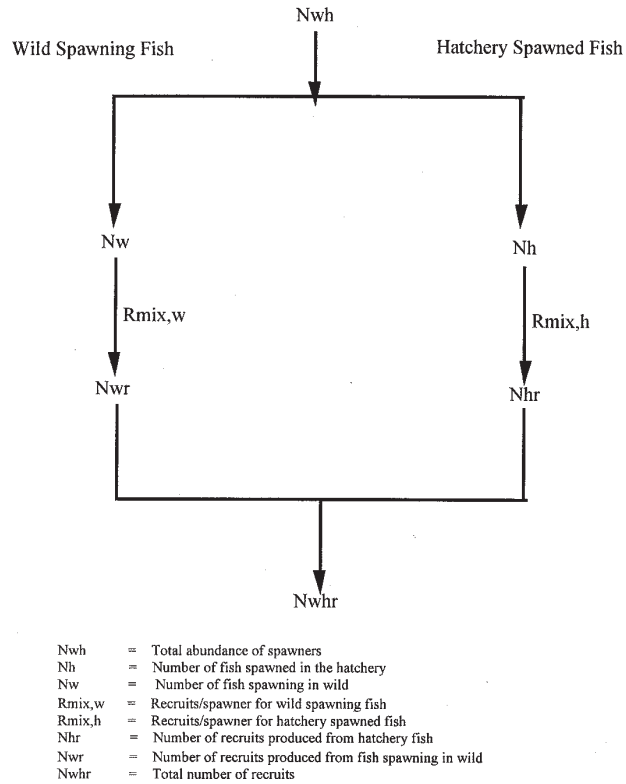 Nwh
Wild Spawning Fish
Hatchery Spawned Fish
Nw
Nh
Rmix,w
Rmix,h
Nwr
Nhr
Nwhr
Nwh = Total abundance of spawners
Nh = Number of fish spawned in the hatchery
Nw = Number of fish spawning in wild
Rmix,w = Recruits/spawner for wild spawning fish
Rmix,h = Recruits/spawner for hatchery spawned fish
Nhr = Number of recruits produced from hatchery fish
Nwr = Number of recruits produced from fish spawning in wild
Nwhr = Total number of recruits